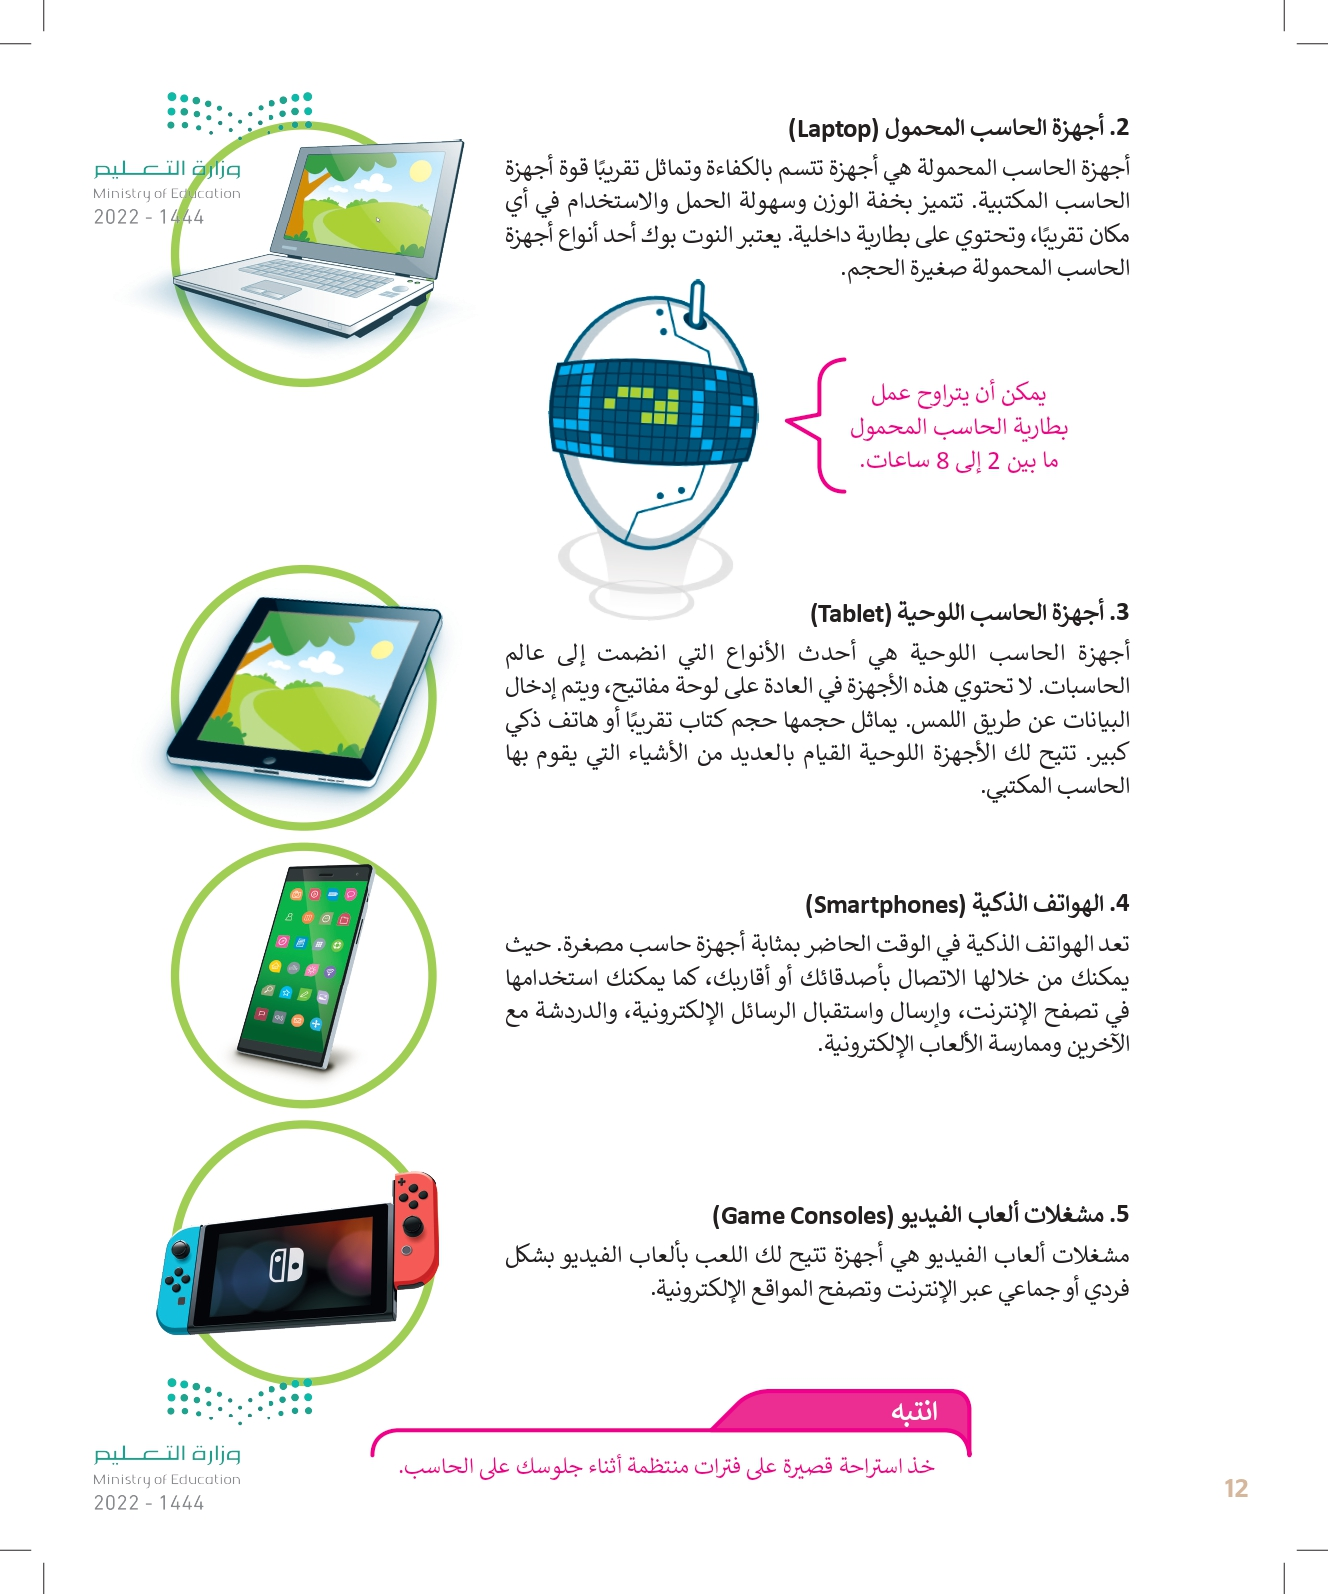 وزارة التعليم
Ministry of Education
2022 - 1444
2. أجهزة الحاسب المحمول (Laptop)
أجهزة الحاسب المحمولة هي أجهزة تتسم بالكفاءة وتماثل تقريبًا قوة أجهزة
الحاسب المكتبية. تتميز بخفة الوزن وسهولة الحمل والاستخدام في أي
مكان تقريبًا، وتحتوي على بطارية داخلية. يعتبر النوت بوك أحد أنواع أجهزة
الحاسب المحمولة صغيرة الحجم.
يمكن أن يتراوح عمل
بطارية الحاسب المحمول
ما بين 2 إلى 8 ساعات.
3. أجهزة الحاسب اللوحية (Tablet)
أجهزة الحاسب اللوحية هي أحدث الأنواع التي انضمت إلى عالم
الحاسبات. لا تحتوي هذه الأجهزة في العادة على لوحة مفاتيح، ويتم إدخال
البيانات عن طريق اللمس. يماثل حجمها حجم كتاب تقريبًا أو هاتف ذكي
كبير. تتيح لك الأجهزة اللوحية القيام بالعديد من الأشياء التي يقوم بها
الحاسب المكتبي.
4. الهواتف الذكية (Smartphones)
تعد الهواتف الذكية في الوقت الحاضر بمثابة أجهزة حاسب مصغرة. حيث
يمكنك من خلالها الاتصال بأصدقائك أو أقاربك، كما يمكنك استخدامها
في تصفح الإنترنت، وإرسال واستقبال الرسائل الإلكترونية، والدردشة مع
الآخرين وممارسة الألعاب الإلكترونية.
5. مشغلات ألعاب الفيديو (Game Consoles)
مشغلات ألعاب الفيديو هي أجهزة تتيح لك اللعب بألعاب الفيديو بشكل
فردي أو جماعي عبر الإنترنت وتصفح المواقع الإلكترونية.
انتبه
خذ استراحة قصيرة على فترات منتظمة أثناء جلوسك على الحاسب.
وزارة التعليم
Ministry of Education
2022 - 1444
12